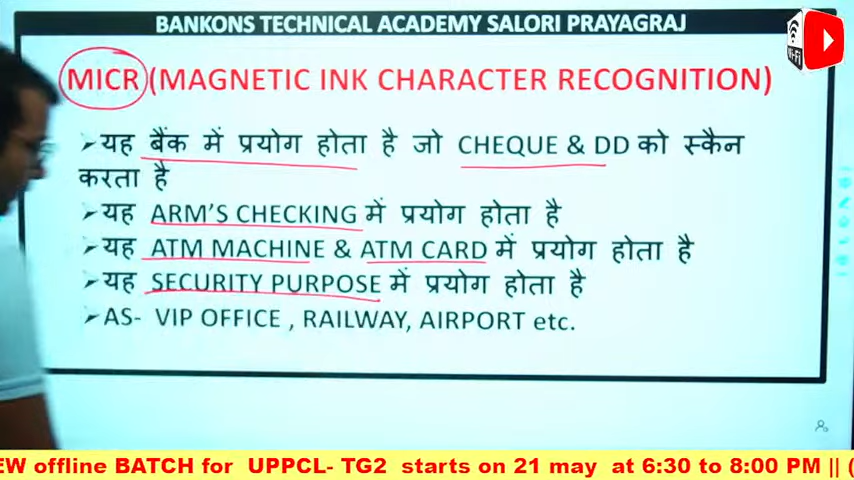 BANKONS TECHNICAL ACADEMY SALORI PRAYAGRAJ
Hi-Fi
MICR (MAGNETIC INK CHARACTER RECOGNITION)
➢यह बैंक में प्रयोग होता है जो CHEQUE & DD को स्कैन
करता है
➢यह ARM'S CHECKING में प्रयोग होता है
➢यह ATM MACHINE & ATM CARD में प्रयोग होता है
➢यह SECURITY PURPOSE में प्रयोग होता है
➢AS- VIP OFFICE , RAILWAY, AIRPORT etc.
EW offline BATCH for UPPCL- TG2 starts on 21 may at 6:30 to 8:00 PM || (